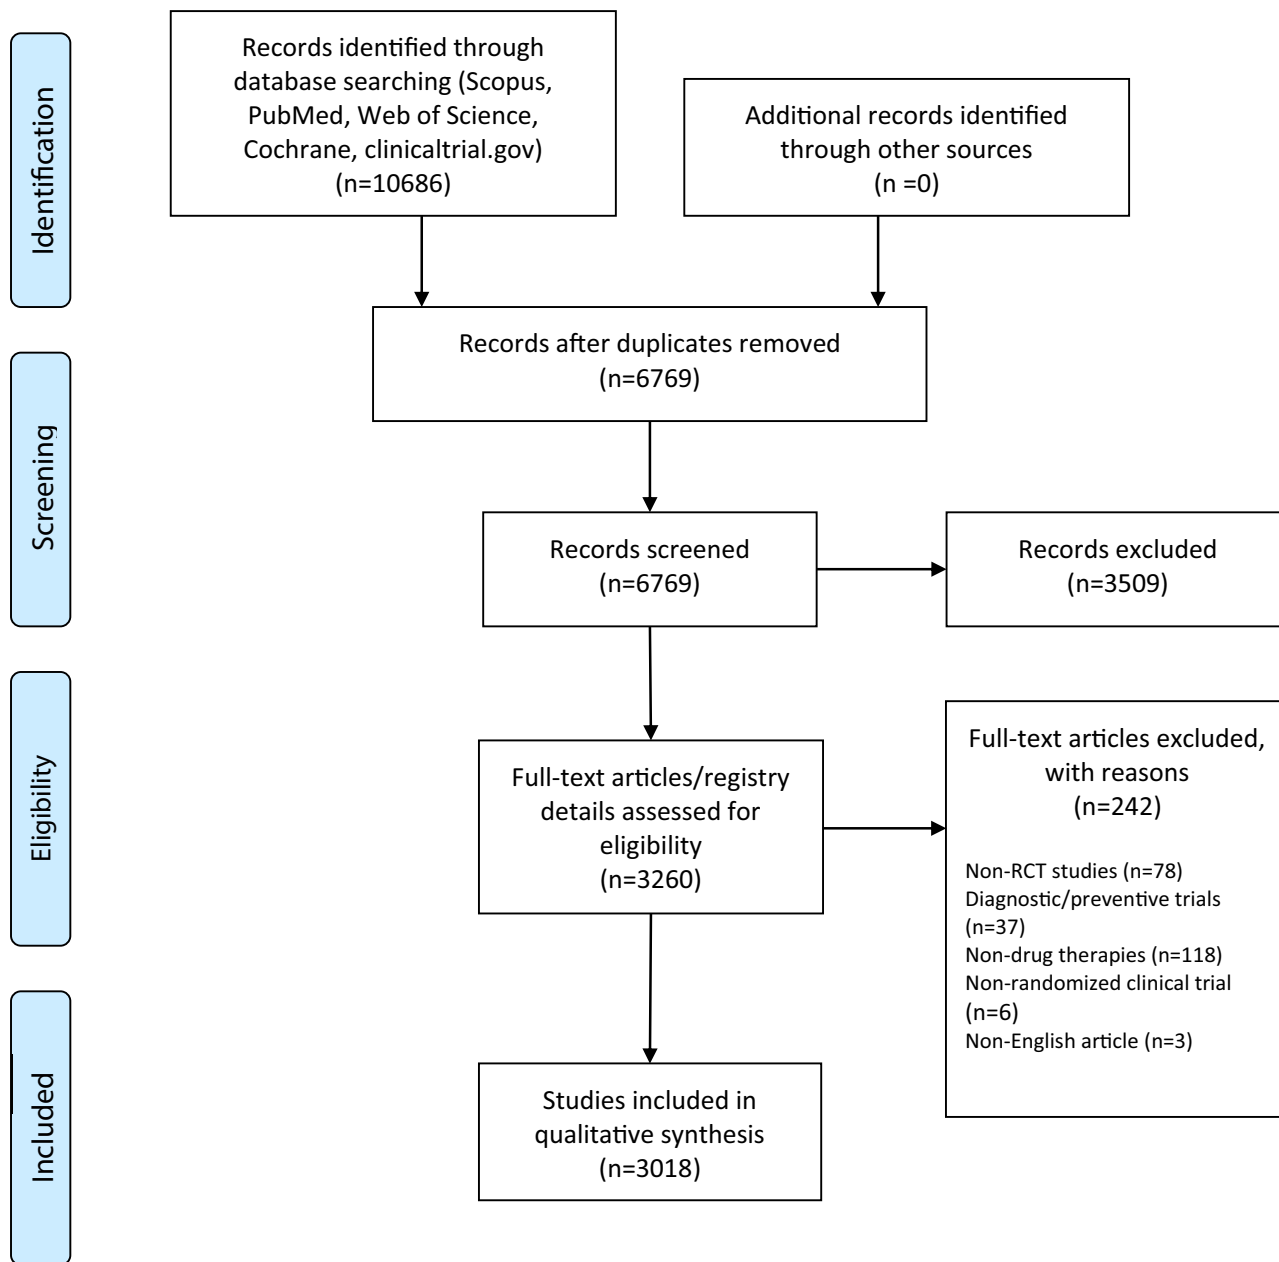 Identification
Records identified through
database searching (Scopus,
PubMed, Web of Science,
Cochrane, clinicaltrial.gov)
(n=10686)
Additional records identified
through other sources
(n =0)
Records after duplicates removed
(n=6769)
Screening
Records screened
(n=6769)
Records excluded
(n=3509)
Eligibility
Full-text articles/registry
details assessed for
eligibility
(n=3260)
Full-text articles excluded,
with reasons
(n=242)
Non-RCT studies (n=78)
Diagnostic/preventive trials
(n=37)
Non-drug therapies (n=118)
Non-randomized clinical trial
(n=6)
Non-English article (n=3)
Included
Studies included in
qualitative synthesis
(n=3018)